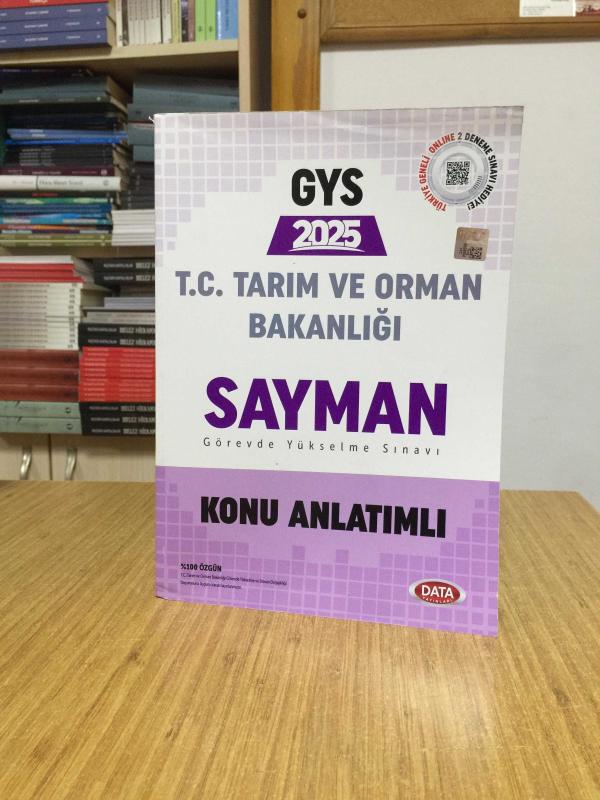 TÜRKİYE GENELİ ONLINE 2 DENEME SINAVI HEDİYE!
GYS
2025
T.C. TARIM VE ORMAN
BAKANLIĞI
SAYMAN
Görevde Yükselme Sınavı
KONU ANLATIMLI
%100 ÖZGÜN
DATA
YAYINLARI